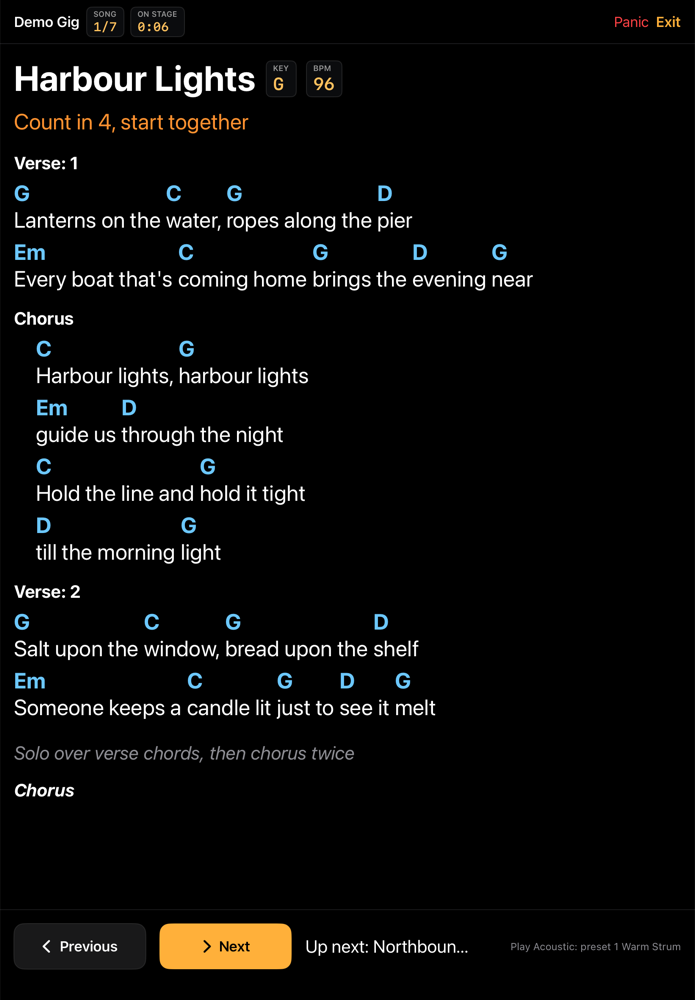 Demo Gig SONG 1/7 ON STAGE 0:06 Panic Exit
Harbour Lights KEY G BPM 96
Count in 4, start together
Verse: 1
G C G D
Lanterns on the water, ropes along the pier
Em C G D G
Every boat that's coming home brings the evening near
Chorus
C G
Harbour lights, harbour lights
Em D
guide us through the night
C G
Hold the line and hold it tight
D G
till the morning light
Verse: 2
G C G D
Salt upon the window, bread upon the shelf
Em C G D G
Someone keeps a candle lit just to see it melt
Solo over verse chords, then chorus twice
Chorus
Previous Next Up next: Northboun... Play Acoustic: preset 1 Warm Strum